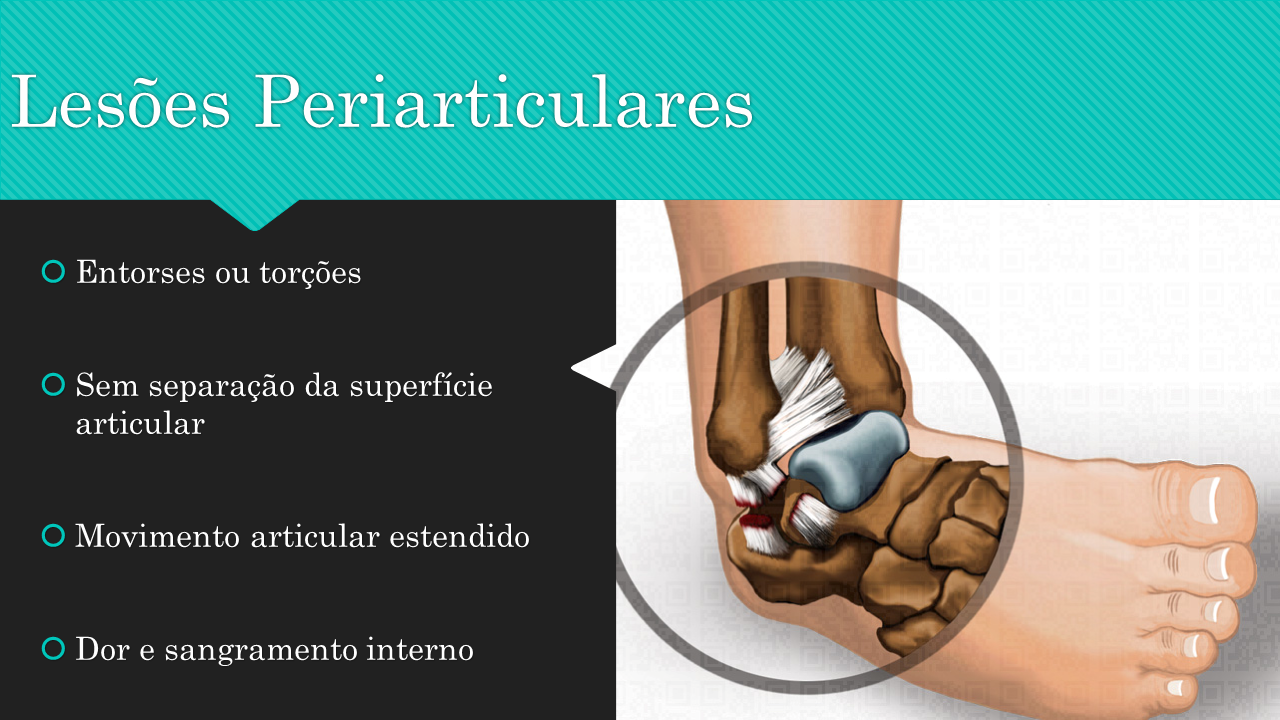 Lesões Periarticulares
Entorses ou torções
Sem separação da superfície
articular
Movimento articular estendido
Dor e sangramento interno